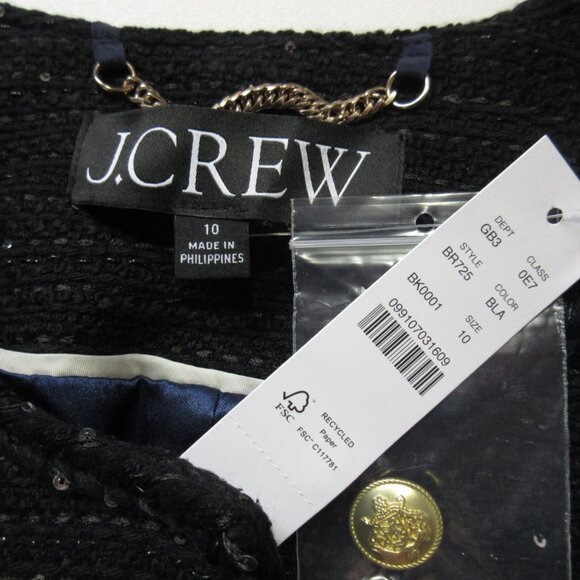 J.CREW
10
MADE IN
PHILIPPINES
DEPT CLASS
GB3 0E7
STYLE COLOR
BR725 BLA
SIZE
BK0001 10
099107031609
FSC
RECYCLED
Paper
FSC™ C117781